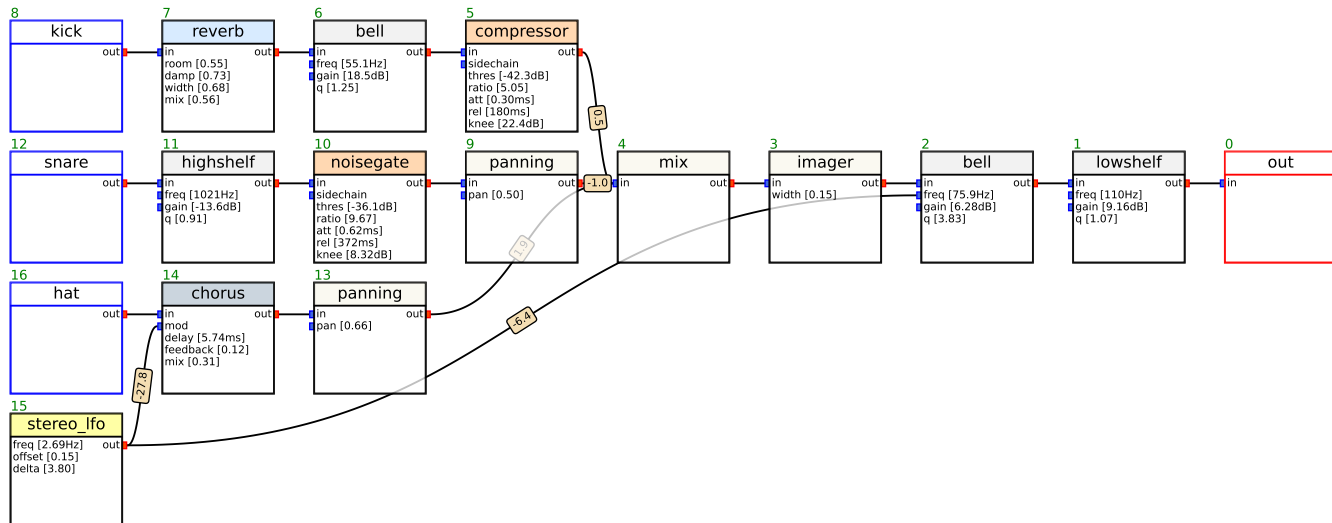 8
kick
out
7
reverb
in out
room [0.55]
damp [0.73]
width [0.68]
mix [0.56]
6
bell
in out
freq [55.1Hz]
gain [18.5dB]
q [1.25]
5
compressor
in out
sidechain
thres [-42.3dB]
ratio [5.05]
att [0.30ms]
rel [180ms]
knee [22.4dB]
0.5
12
snare
out
11
highshelf
in out
freq [1021Hz]
gain [-13.6dB]
q [0.91]
10
noisegate
in out
sidechain
thres [-36.1dB]
ratio [9.67]
att [0.62ms]
rel [372ms]
knee [8.32dB]
9
panning
in out
pan [0.50]
-1.0
4
mix
in out
3
imager
in out
width [0.15]
2
bell
in out
freq [75.9Hz]
gain [6.28dB]
q [3.83]
1
lowshelf
in out
freq [110Hz]
gain [9.16dB]
q [1.07]
0
out
in
1.9
16
hat
out
14
chorus
in out
mod
delay [5.74ms]
feedback [0.12]
mix [0.31]
13
panning
in out
pan [0.66]
-6.4
-27.8
15
stereo_lfo
freq [2.69Hz] out
offset [0.15]
delta [3.80]